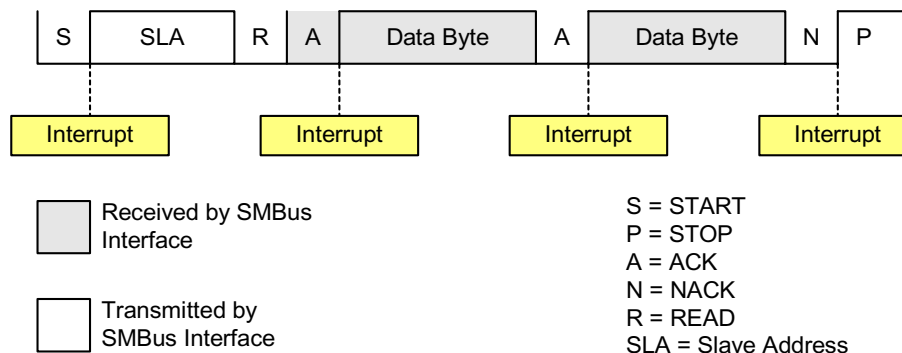 S SLA R A Data Byte A Data Byte N P
Interrupt Interrupt Interrupt Interrupt
Received by SMBus
Interface
Transmitted by
SMBus Interface
S = START
P = STOP
A = ACK
N = NACK
R = READ
SLA = Slave Address